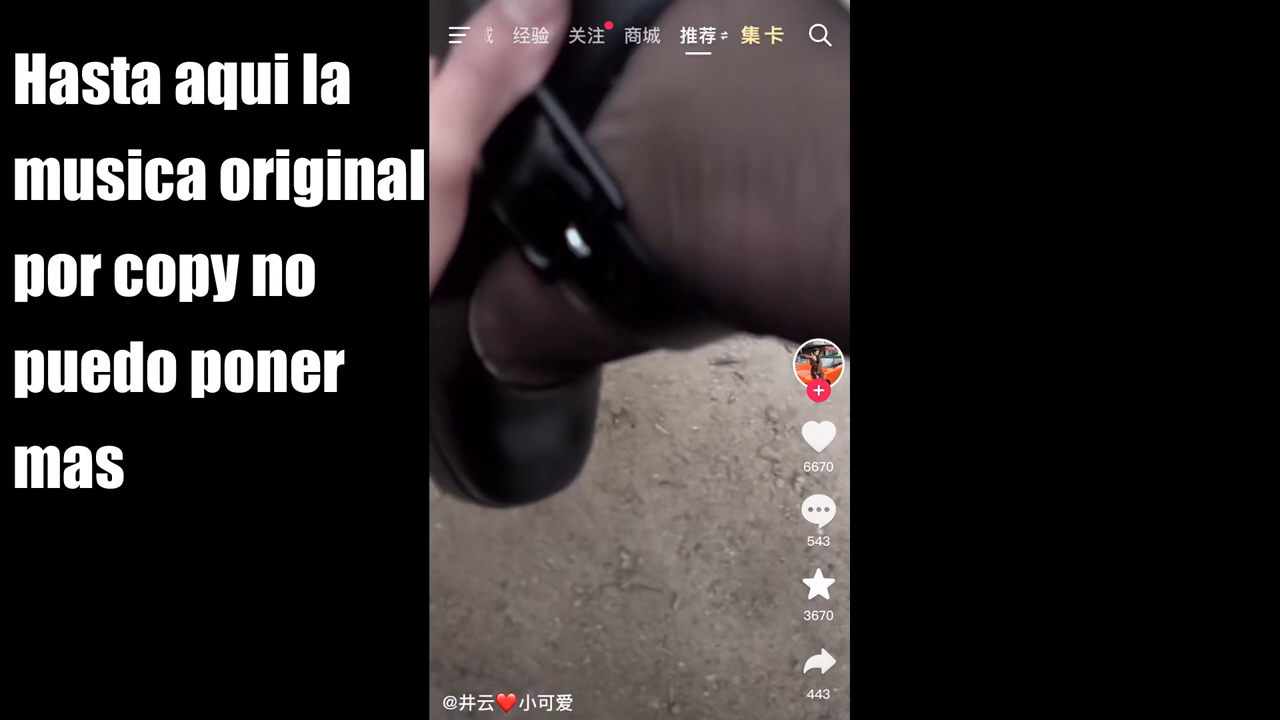 Hasta aqui la
musica original
por copy no
puedo poner
mas
经验 关注 商城 推荐 集卡
6670
543
3670
443
@井云❤️小可爱